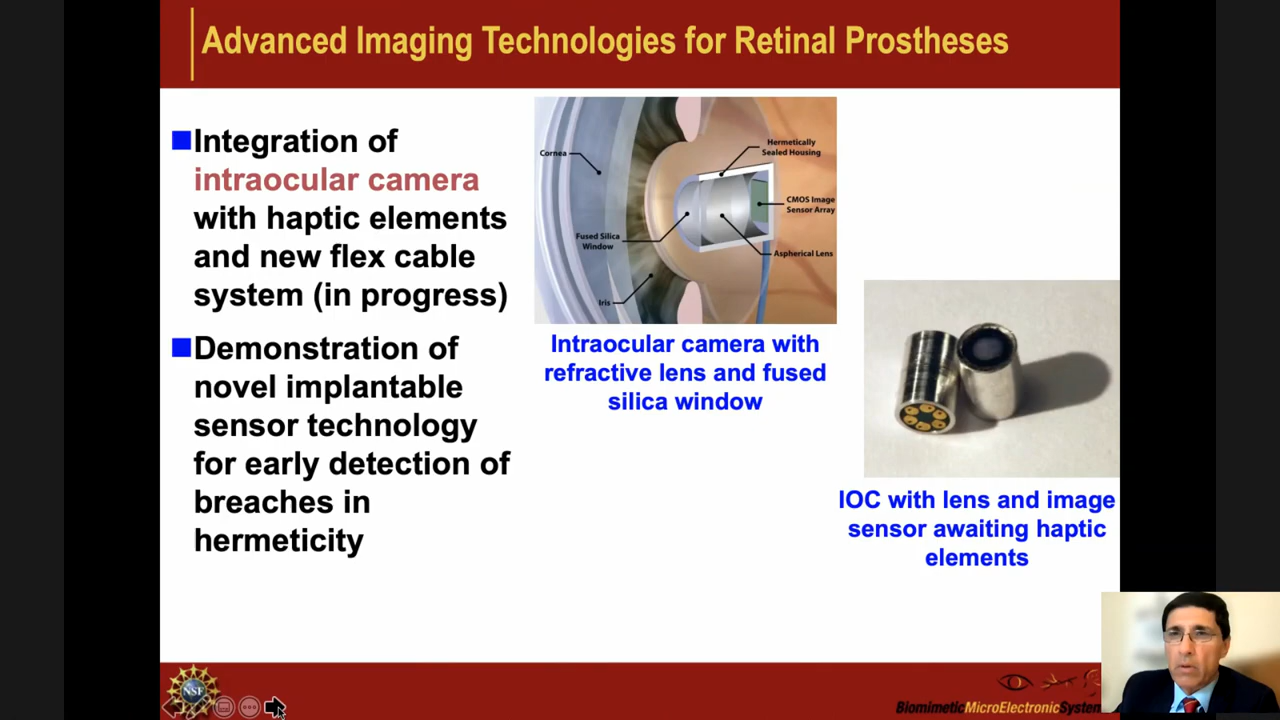 Advanced Imaging Technologies for Retinal Prostheses
Integration of
intraocular camera
with haptic elements
and new flex cable
system (in progress)
Demonstration of
novel implantable
sensor technology
for early detection of
breaches in
hermeticity
Cornea
Hermetically
Sealed Housing
CMOS Image
Sensor Array
Fused Silica
Window
Aspherical Lens
Iris
Intraocular camera with
refractive lens and fused
silica window
IOC with lens and image
sensor awaiting haptic
elements
NSF
BiomimeticMicroElectronicSystem